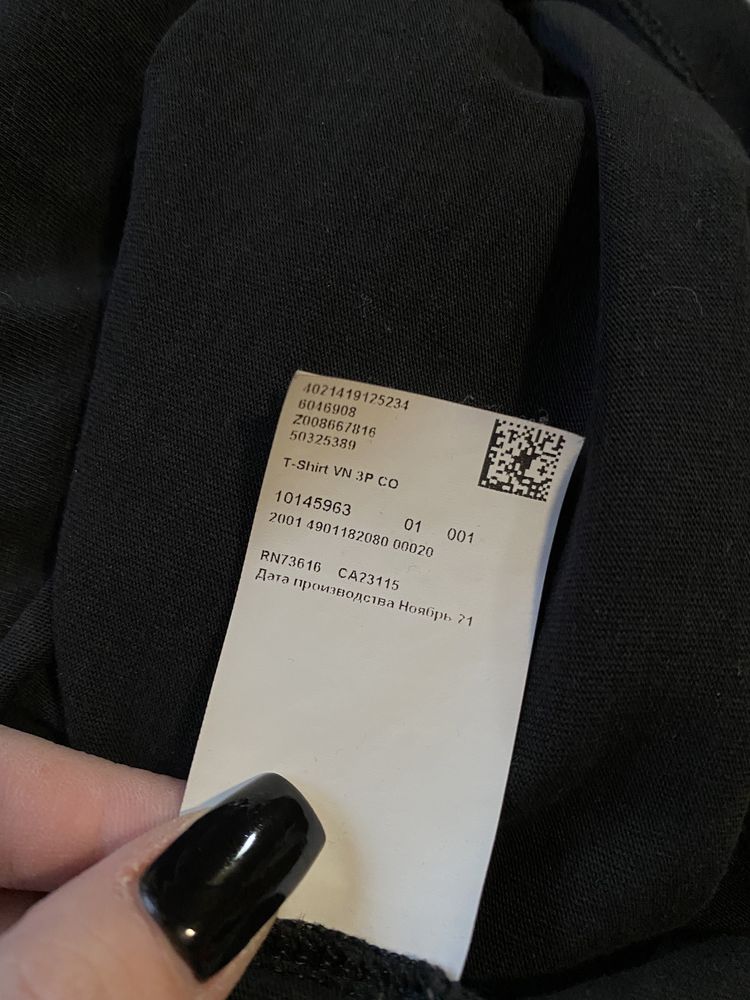 4021419125234
6046908
Z008667816
50325389
T-Shirt VN 3P CO
10145963 01 001
2001 4901182080 00020
RN73616 CA23115
Дата производства Ноябрь 21